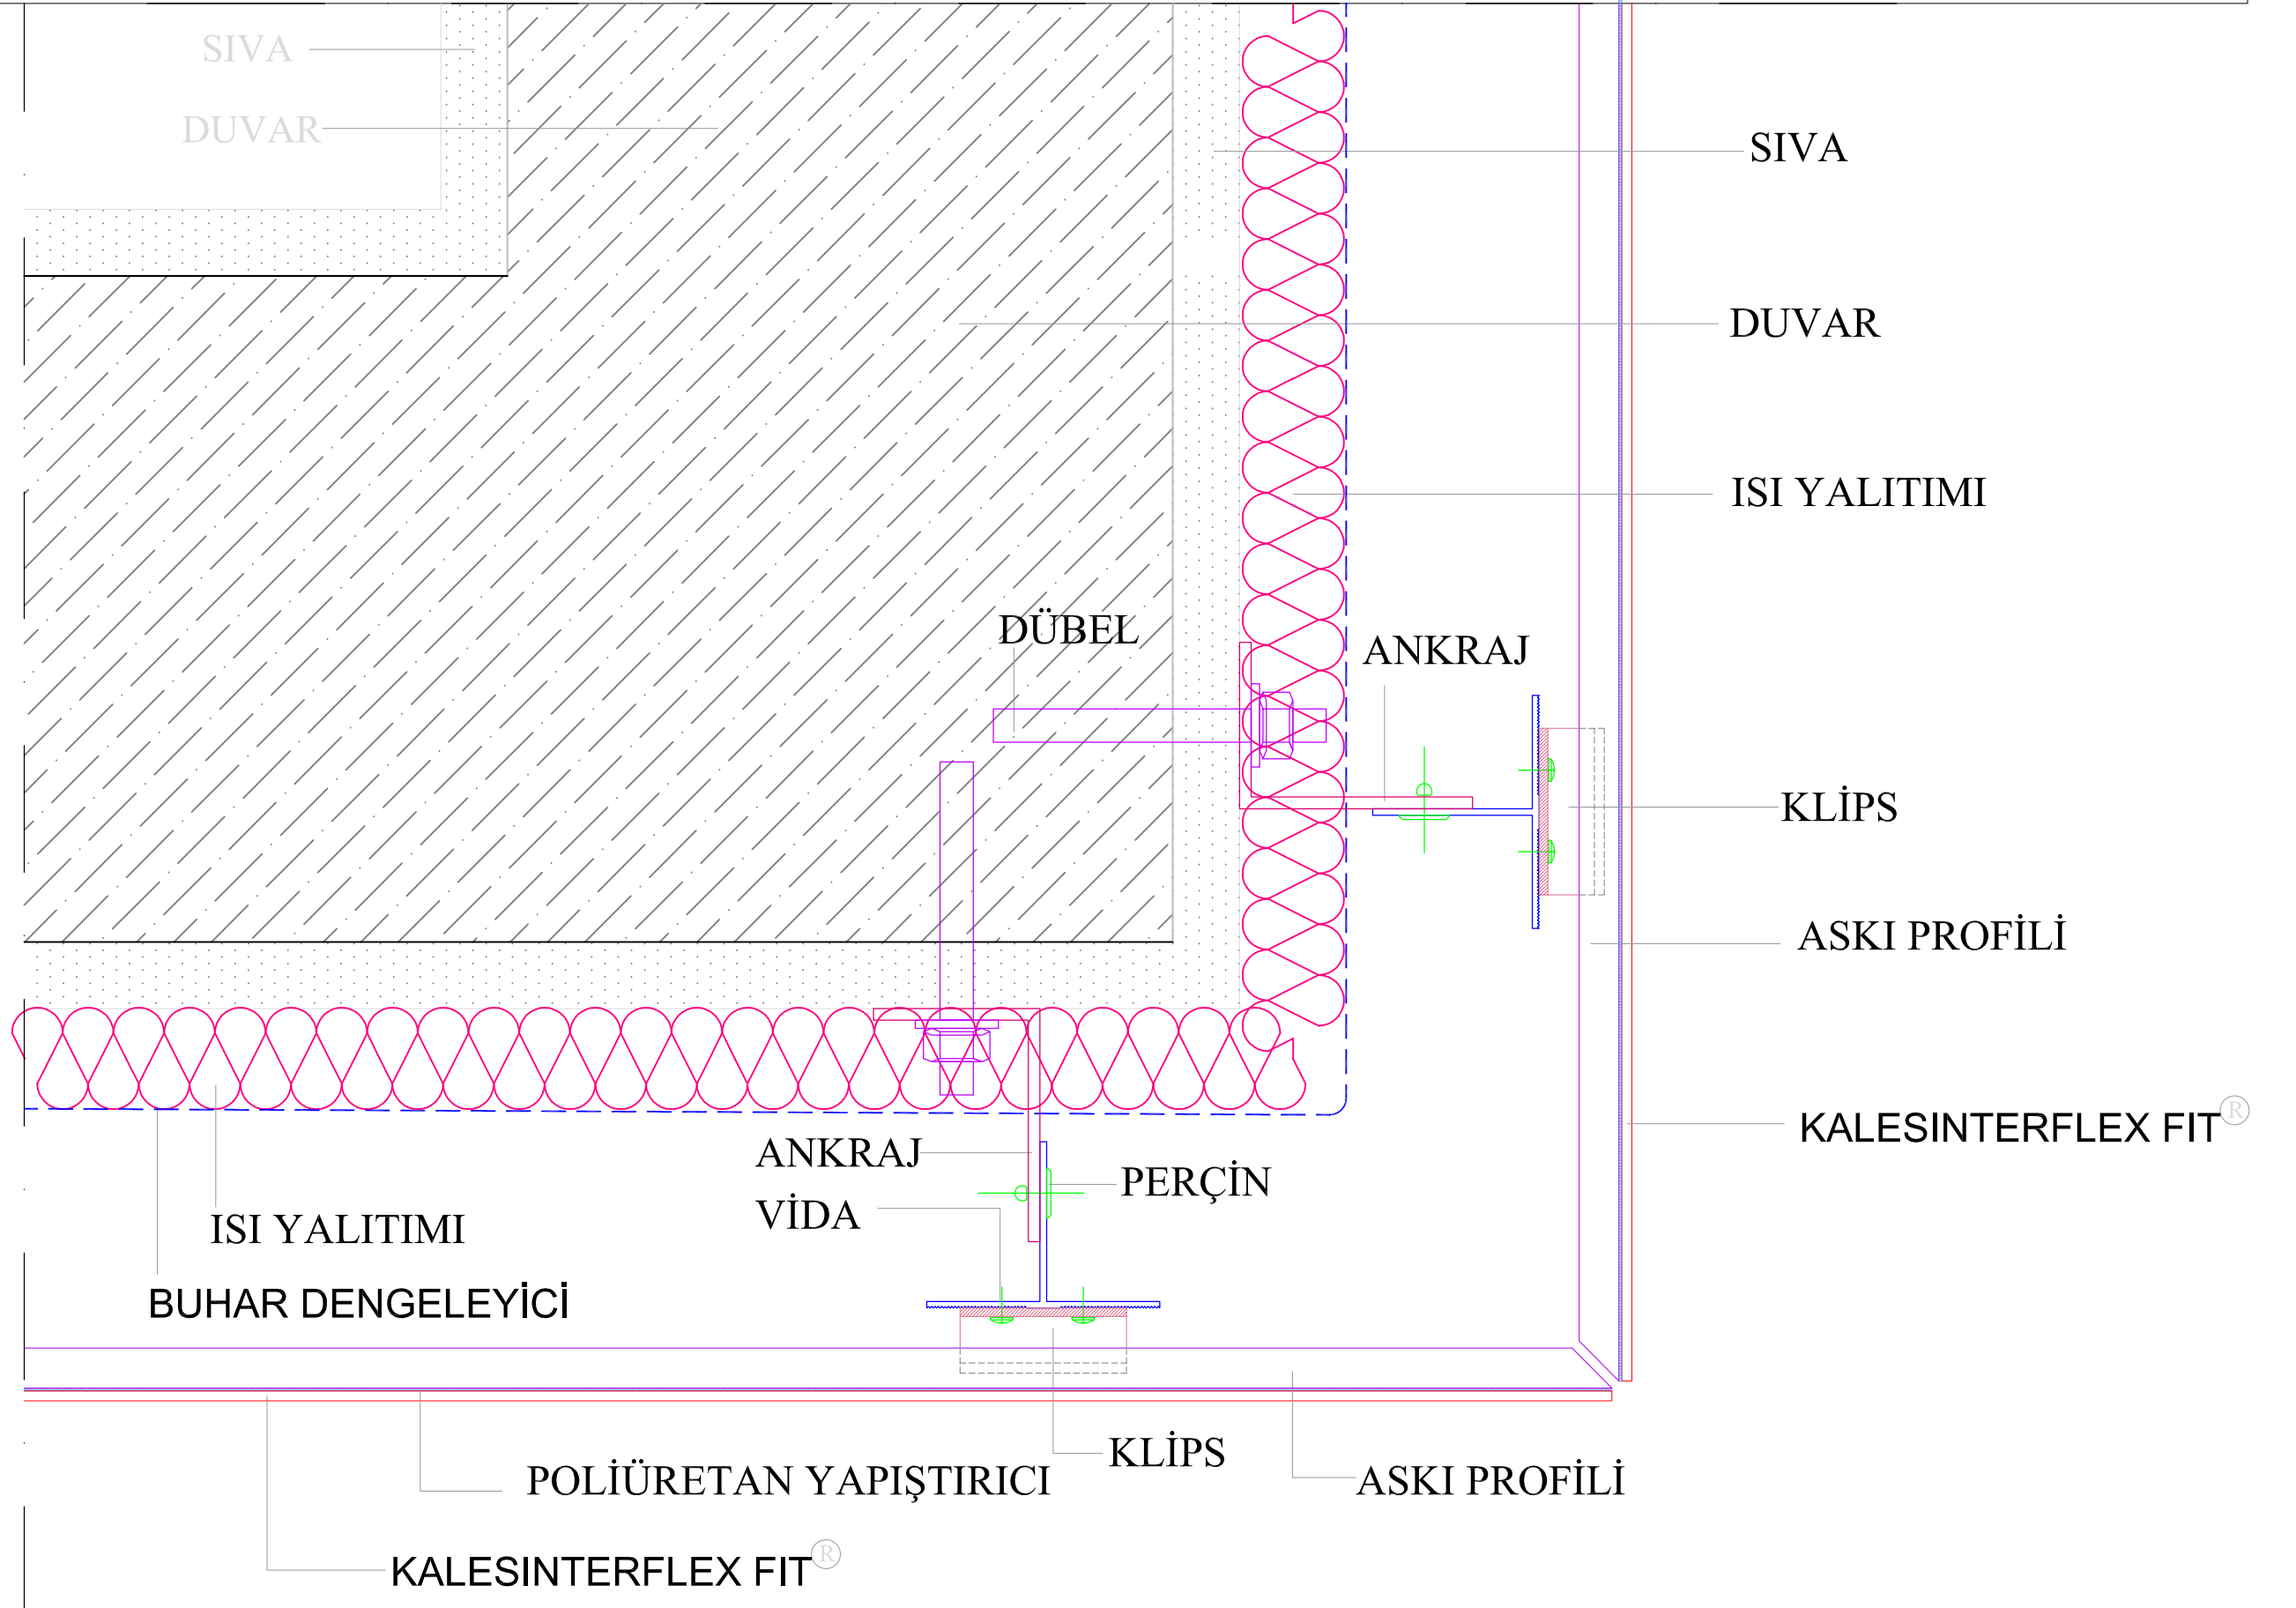 SIVA
DUVAR
SIVA
DUVAR
ISI YALITIMI
DÜBEL
ANKRAJ
KLİPS
ASKI PROFİLİ
KALESINTERFLEX FIT®
ANKRAJ
PERÇİN
VİDA
ISI YALITIMI
BUHAR DENGELEYİCİ
KLİPS
POLİÜRETAN YAPIŞTIRICI
ASKI PROFİLİ
KALESINTERFLEX FIT®